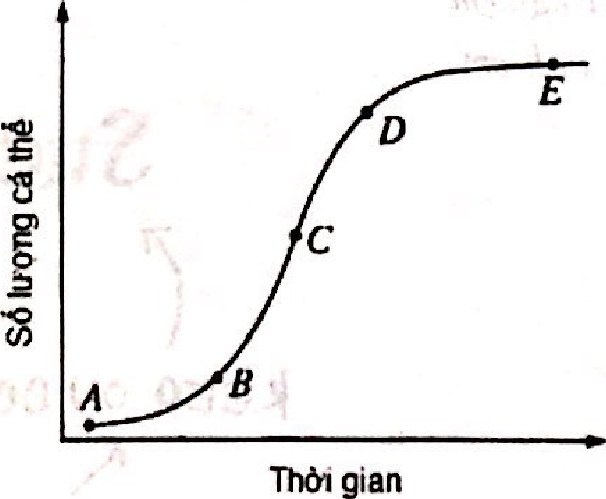 Số lượng cá thể
A
B
C
D
E
Thời gian